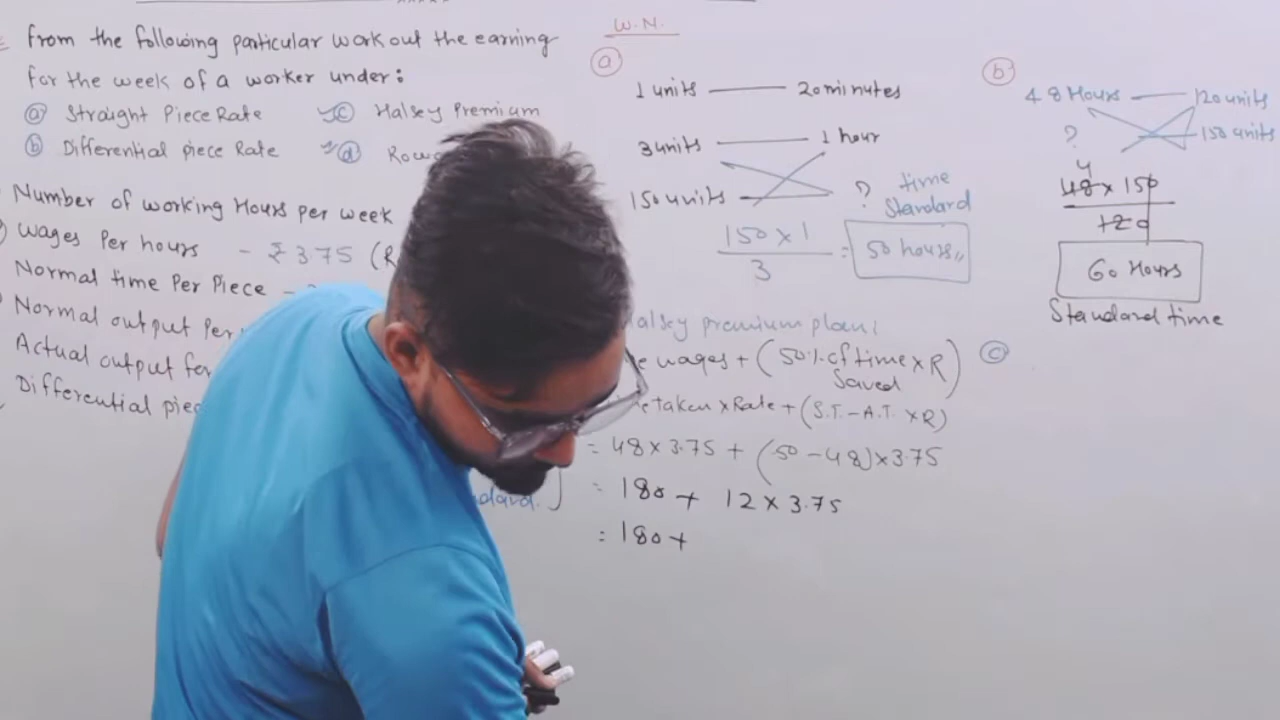 From the following particular work out the earning
for the week of a worker under:
(a) Straight Piece Rate (c) Halsey Premium
(b) Differential piece Rate (d)
Number of working Hours per week
Wages Per hours - ₹ 3.75 (R
Normal time Per Piece -
Normal output Per
Actual output for
Differential
W.N.
(a)
1 units — 20 minutes
3 units — 1 hour
150 units — ? time
Standard
150 × 1
3
= 50 hours,,
alsey premium plan:
wages + (50% of time × R)
Saved
taken × Rate + (S.T. - A.T. × R)
= 48 × 3.75 + (50 - 48) × 3.75
= 180 + 12 × 3.75
= 180 +
(b)
48 Hours — 120 units
? — 150 units
4
48 × 150
120
60 Hours
Standard time
(c)